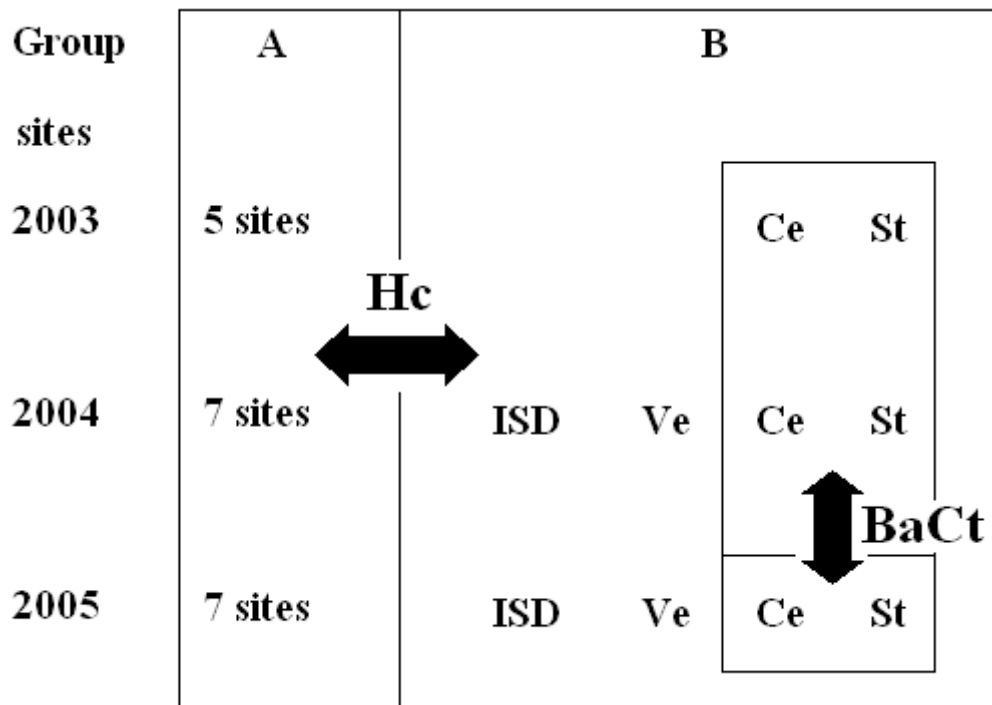 Group A B
sites
2003 5 sites Ce St
Hc
2004 7 sites ISD Ve Ce St
BaCt
2005 7 sites ISD Ve Ce St